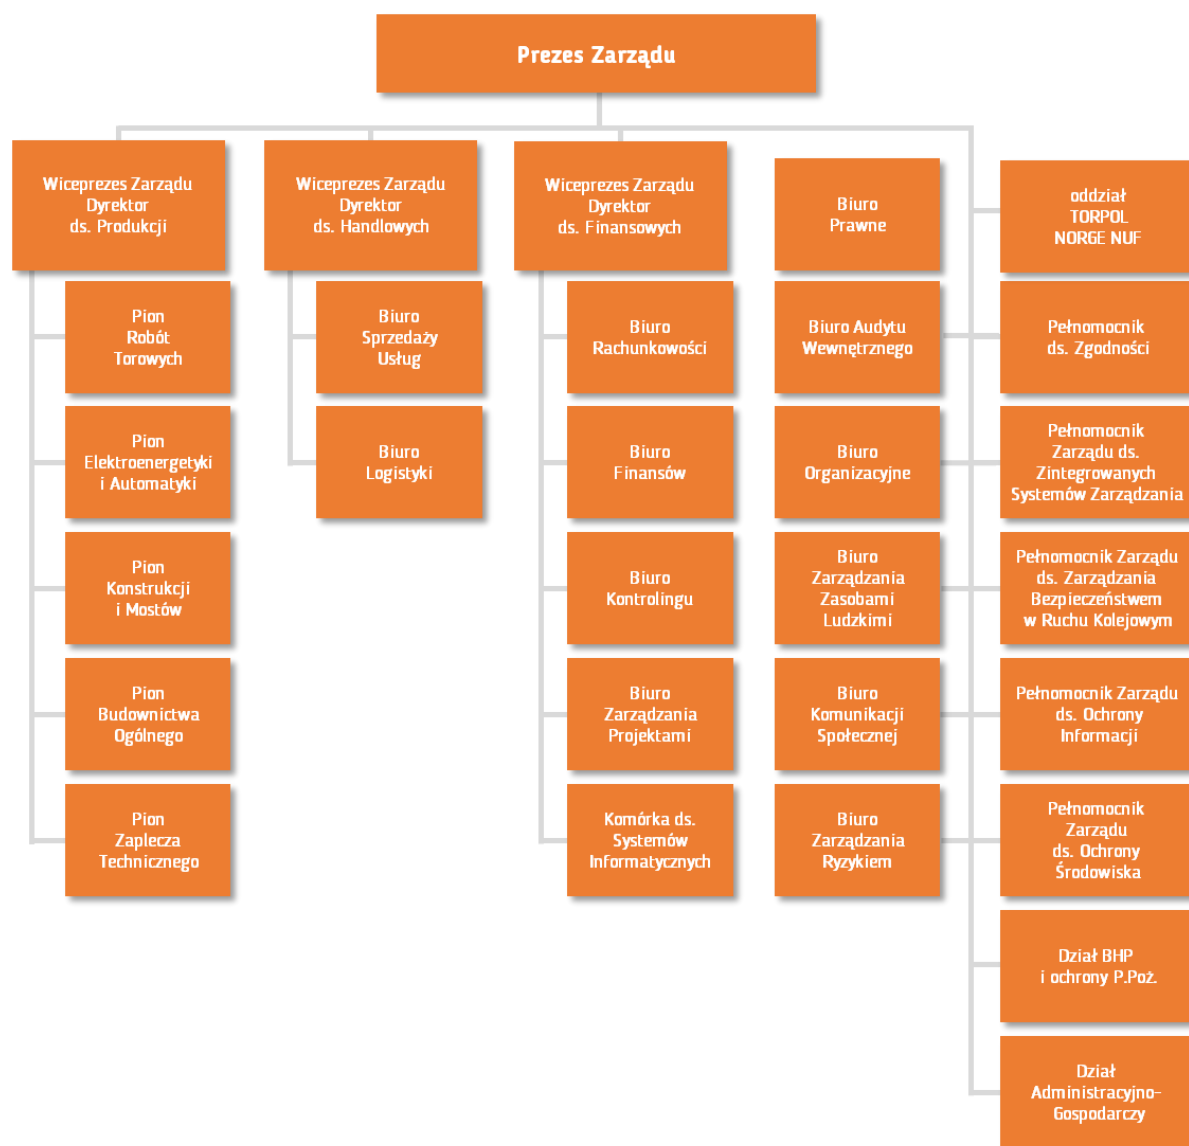 Prezes Zarządu
Wiceprezes Zarządu
Dyrektor
ds. Produkcji
Pion
Robót
Torowych
Pion
Elektroenergetyki
i Automatyki
Pion
Konstrukcji
i Mostów
Pion
Budownictwa
Ogólnego
Pion
Zaplecza
Technicznego
Wiceprezes Zarządu
Dyrektor
ds. Handlowych
Biuro
Sprzedaży
Usług
Biuro
Logistyki
Wiceprezes Zarządu
Dyrektor
ds. Finansowych
Biuro
Rachunkowości
Biuro
Finansów
Biuro
Kontrolingu
Biuro
Zarządzania
Projektami
Komórka ds.
Systemów
Informatycznych
Biuro
Prawne
Biuro Audytu
Wewnętrznego
Biuro
Organizacyjne
Biuro
Zarządzania
Zasobami
Ludzkimi
Biuro
Komunikacji
Społecznej
Biuro
Zarządzania
Ryzykiem
oddział
TORPOL
NORGE NUF
Pełnomocnik
ds. Zgodności
Pełnomocnik
Zarządu ds.
Zintegrowanych
Systemów Zarządzania
Pełnomocnik Zarządu
ds. Zarządzania
Bezpieczeństwem
w Ruchu Kolejowym
Pełnomocnik Zarządu
ds. Ochrony
Informacji
Pełnomocnik
Zarządu
ds. Ochrony
Środowiska
Dział BHP
i ochrony P.Poż.
Dział
Administracyjno-
Gospodarczy